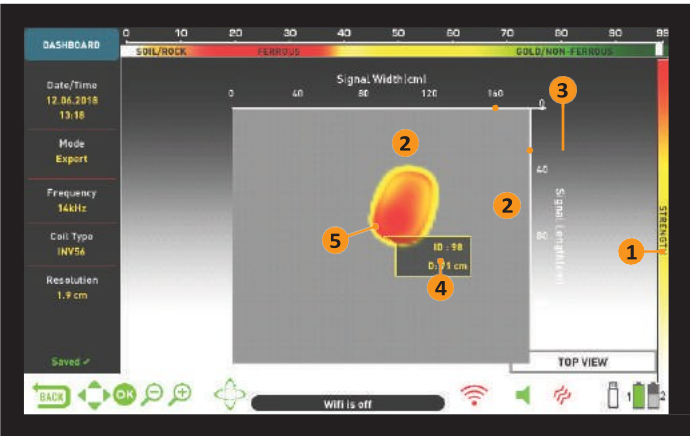 DASHBOARD
0 10 20 30 40 50 60 70 80 90 99
SOIL/ROCK FERROUS GOLD/NON-FERROUS
Date/Time
12.06.2018
13:18
Mode
Expert
Frequency
14kHz
Coil Type
INV56
Resolution
1.9 cm
Saved ✓
Signal Width(cm)
0 40 80 120 160
0
40
80
Signal Length(cm)
3
2
2
5
ID : 98
D: 71 cm
4
STRENGTH
1
TOP VIEW
BACK
OK
Wifi is off
1 2